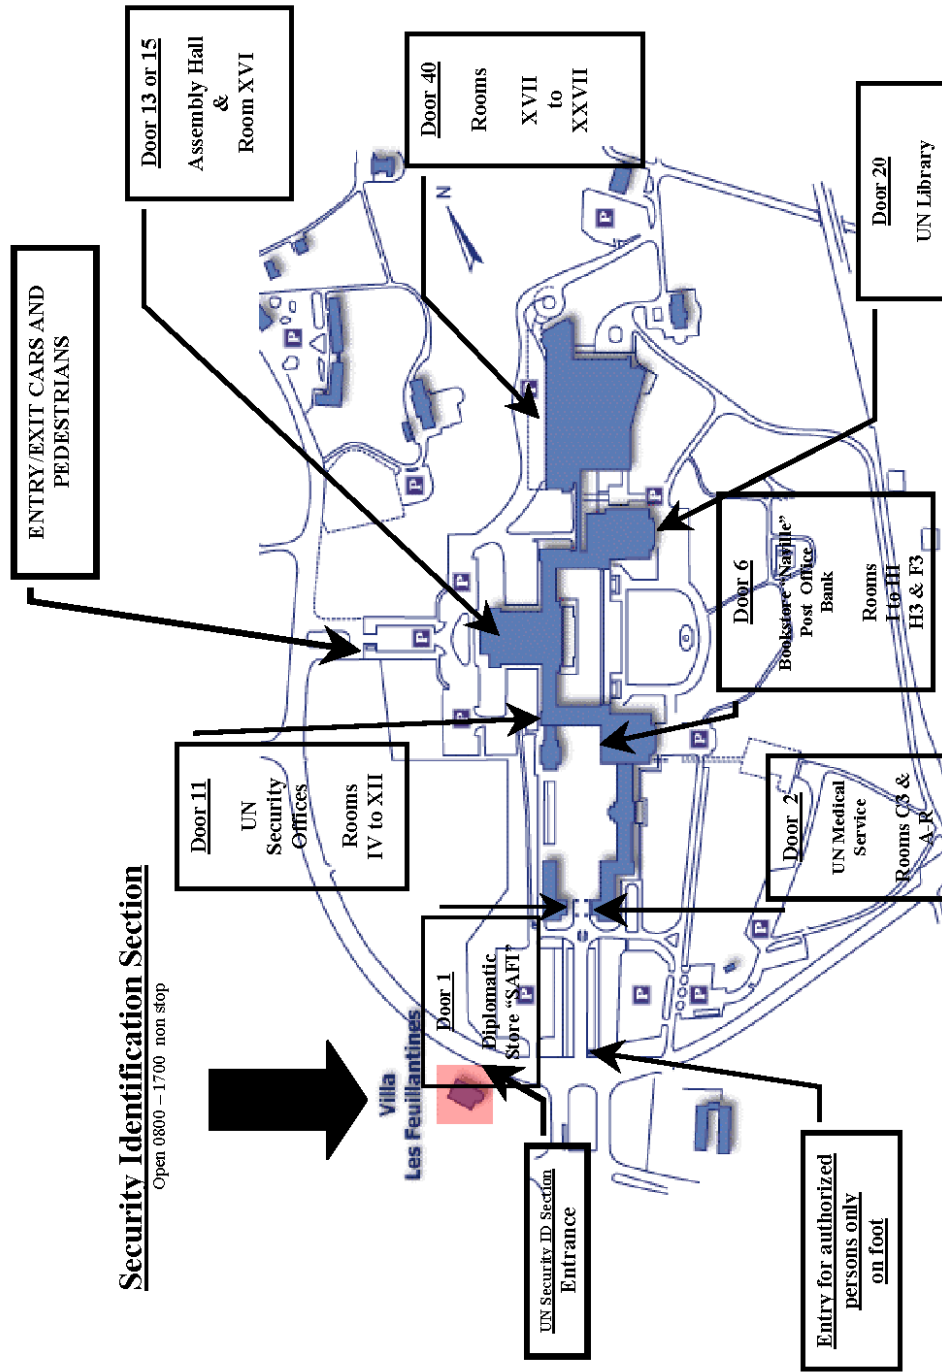 Security Identification Section
Open 0800 – 1700 non stop
Villa
Les Feuillantines
UN Security ID Section
Entrance
Entry for authorized
persons only
on foot
Door 1
Diplomatic
Store “SAFI”
Door 11
UN
Security
Offices
Rooms
IV to XII
Door 2
UN Medical
Service
Rooms C3 &
A-R
ENTRY/EXIT CARS AND
PEDESTRIANS
Door 6
Bookstore “Naville”
Post Office
Bank
Rooms
I to III
H3 & F3
Door 13 or 15
Assembly Hall
&
Room XVI
Door 40
Rooms
XVII
to
XXVII
Door 20
UN Library
N
P
P
P
P
P
P
P
P
P
P
P
P
P
P